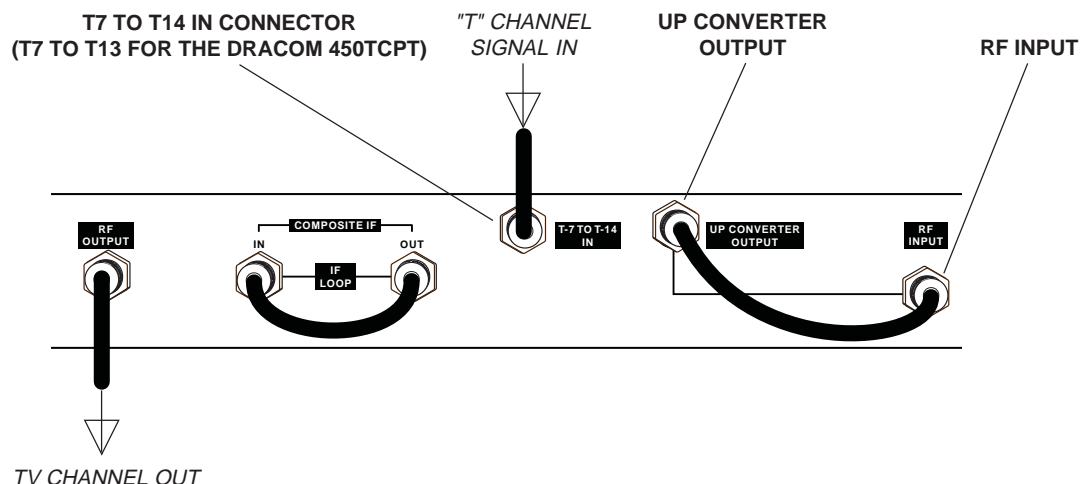 T7 TO T14 IN CONNECTOR
(T7 TO T13 FOR THE DRACOM 450TCPT)
"T" CHANNEL
SIGNAL IN
UP CONVERTER
OUTPUT
RF INPUT
RF
OUTPUT
COMPOSITE IF
IN
OUT
IF
LOOP
T-7 TO T-14
IN
UP CONVERTER
OUTPUT
RF
INPUT
TV CHANNEL OUT